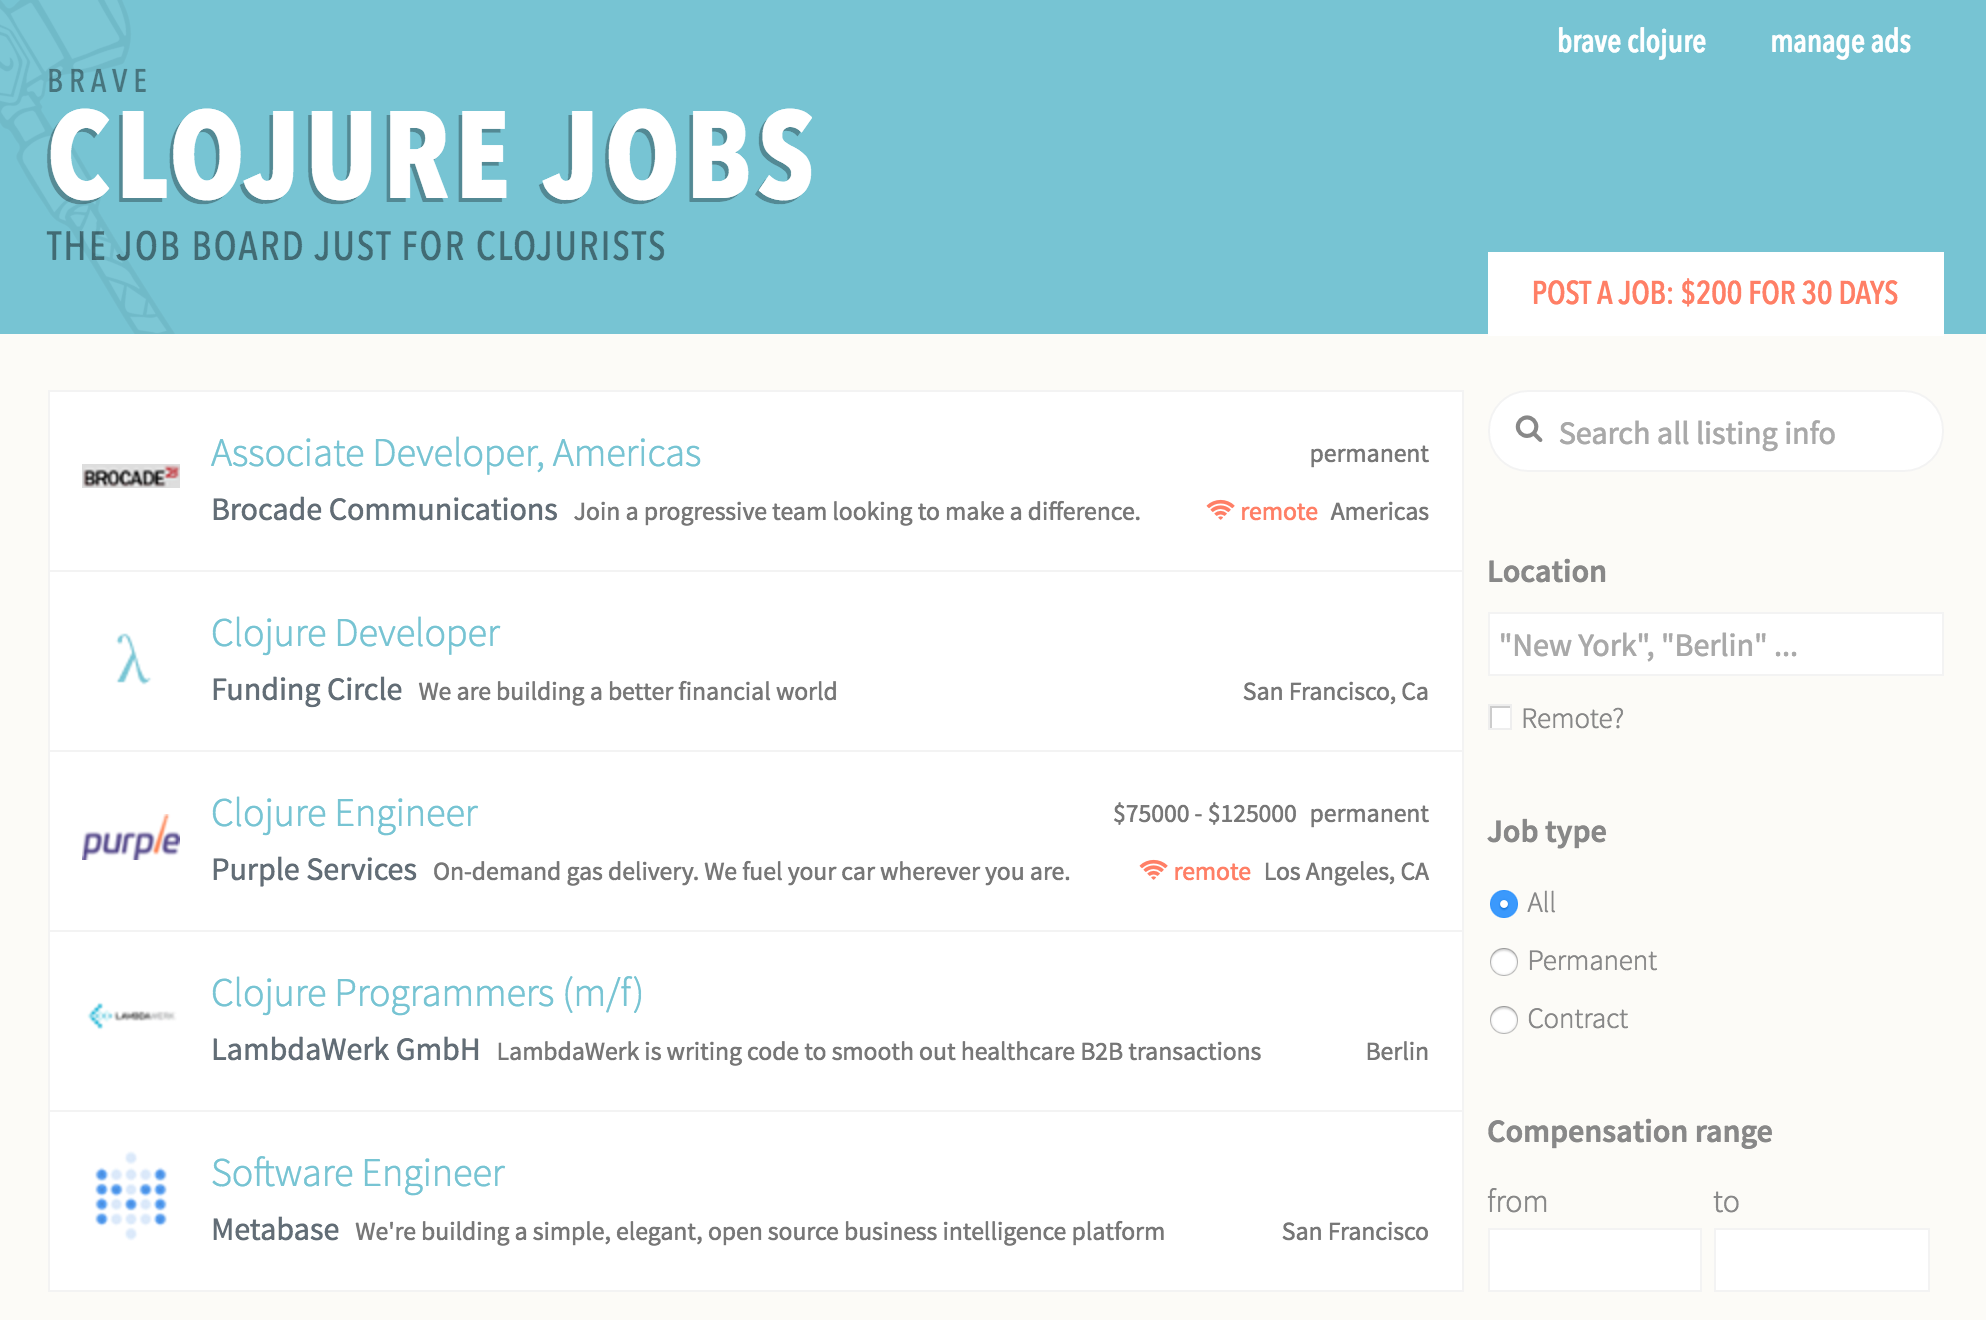 brave clojure manage ads
BRAVE
CLOJURE JOBS
THE JOB BOARD JUST FOR CLOJURISTS
POST A JOB: $200 FOR 30 DAYS
BROCADE
Associate Developer, Americas permanent
Brocade Communications Join a progressive team looking to make a difference. remote Americas
λ
Clojure Developer
Funding Circle We are building a better financial world San Francisco, Ca
purple
Clojure Engineer $75000 - $125000 permanent
Purple Services On-demand gas delivery. We fuel your car wherever you are. remote Los Angeles, CA
LAMBDAWERK
Clojure Programmers (m/f)
LambdaWerk GmbH LambdaWerk is writing code to smooth out healthcare B2B transactions Berlin
Software Engineer
Metabase We're building a simple, elegant, open source business intelligence platform San Francisco
Search all listing info
Location
"New York", "Berlin" ...
Remote?
Job type
All
Permanent
Contract
Compensation range
from to